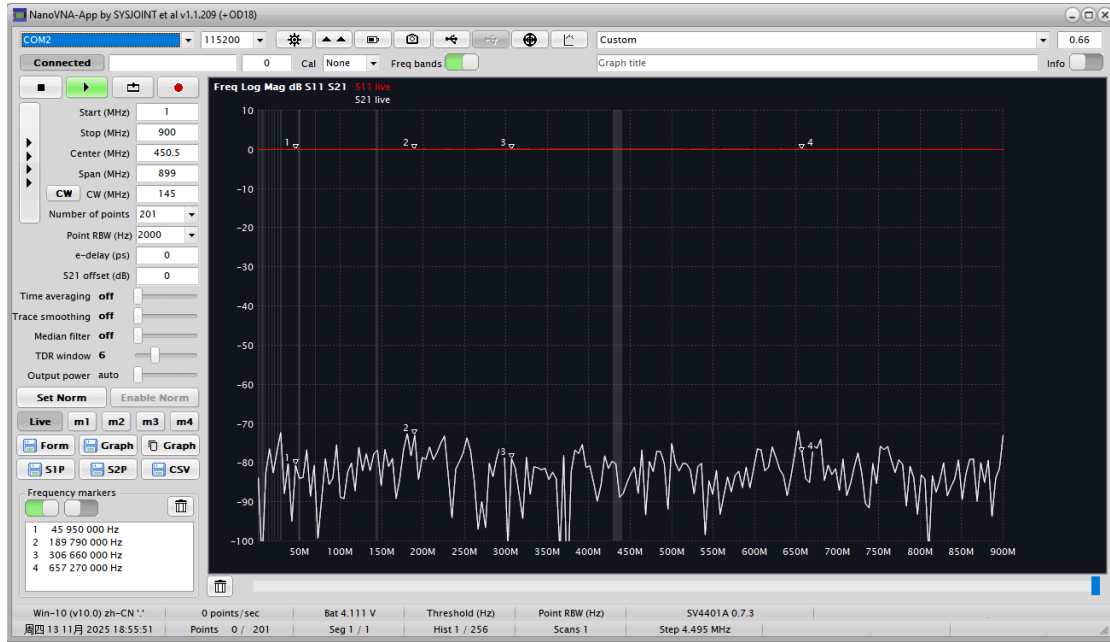 NanoVNA-App by SYSJOINT et al v1.1.209 (+OD18)
COM2 115200 Custom 0.66
Connected 0 Cal None Freq bands Graph title Info
Freq Log Mag dB S11 S21 S11 live
S21 live
Start (MHz) 1
Stop (MHz) 900
Center (MHz) 450.5
Span (MHz) 899
CW CW (MHz) 145
Number of points 201
Point RBW (Hz) 2000
e-delay (ps) 0
S21 offset (dB) 0
Time averaging off
Trace smoothing off
Median filter off
TDR window 6
Output power auto
Set Norm Enable Norm
Live m1 m2 m3 m4
Form Graph Graph
S1P S2P CSV
Frequency markers
1 45 950 000 Hz
2 189 790 000 Hz
3 306 660 000 Hz
4 657 270 000 Hz
10
1 2 3 4
0
-10
-20
-30
-40
-50
-60
-70
2
1 3 4
-80
-90
-100
50M 100M 150M 200M 250M 300M 350M 400M 450M 500M 550M 600M 650M 700M 750M 800M 850M 900M
Win-10 (v10.0) zh-CN '.' 0 points/sec Bat 4.111 V Threshold (Hz) Point RBW (Hz) SV4401A 0.7.3
周四 13 11月 2025 18:55:51 Points 0 / 201 Seg 1 / 1 Hist 1 / 256 Scans 1 Step 4.495 MHz